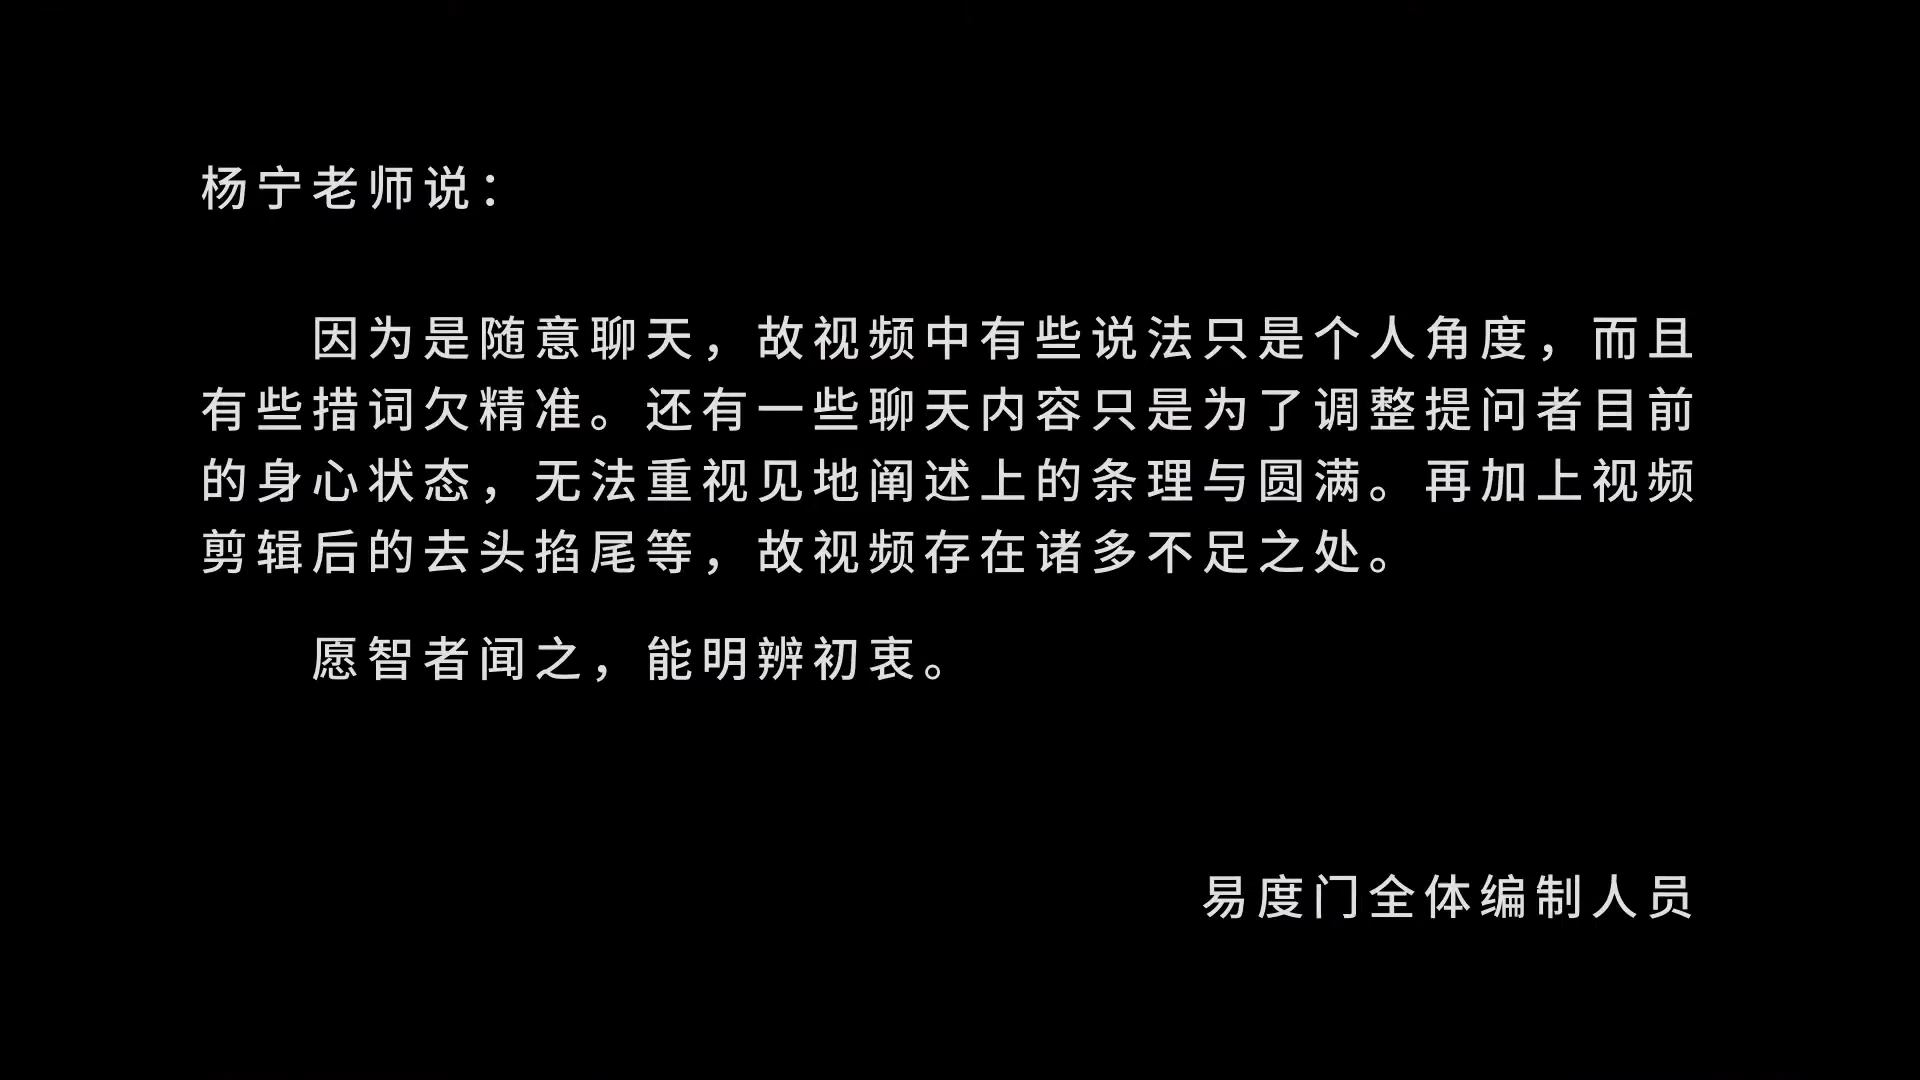 杨宁老师说：
因为是随意聊天，故视频中有些说法只是个人角度，而且
有些措词欠精准。还有一些聊天内容只是为了调整提问者目前
的身心状态，无法重视见地阐述上的条理与圆满。再加上视频
剪辑后的去头掐尾等，故视频存在诸多不足之处。
愿智者闻之，能明辨初衷。
易度门全体编制人员